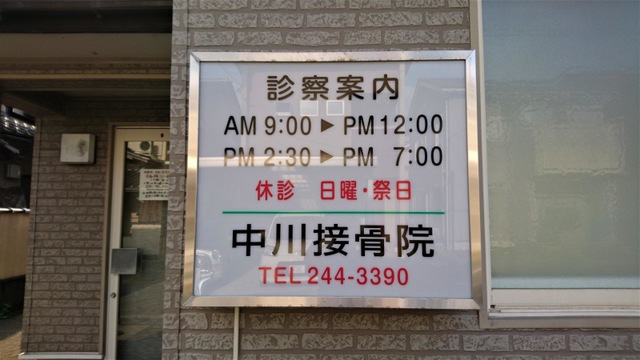 診察案内
AM 9:00 ▶ PM 12:00
PM 2:30 ▶ PM 7:00
休診 日曜・祭日
中川接骨院
TEL 244-3390